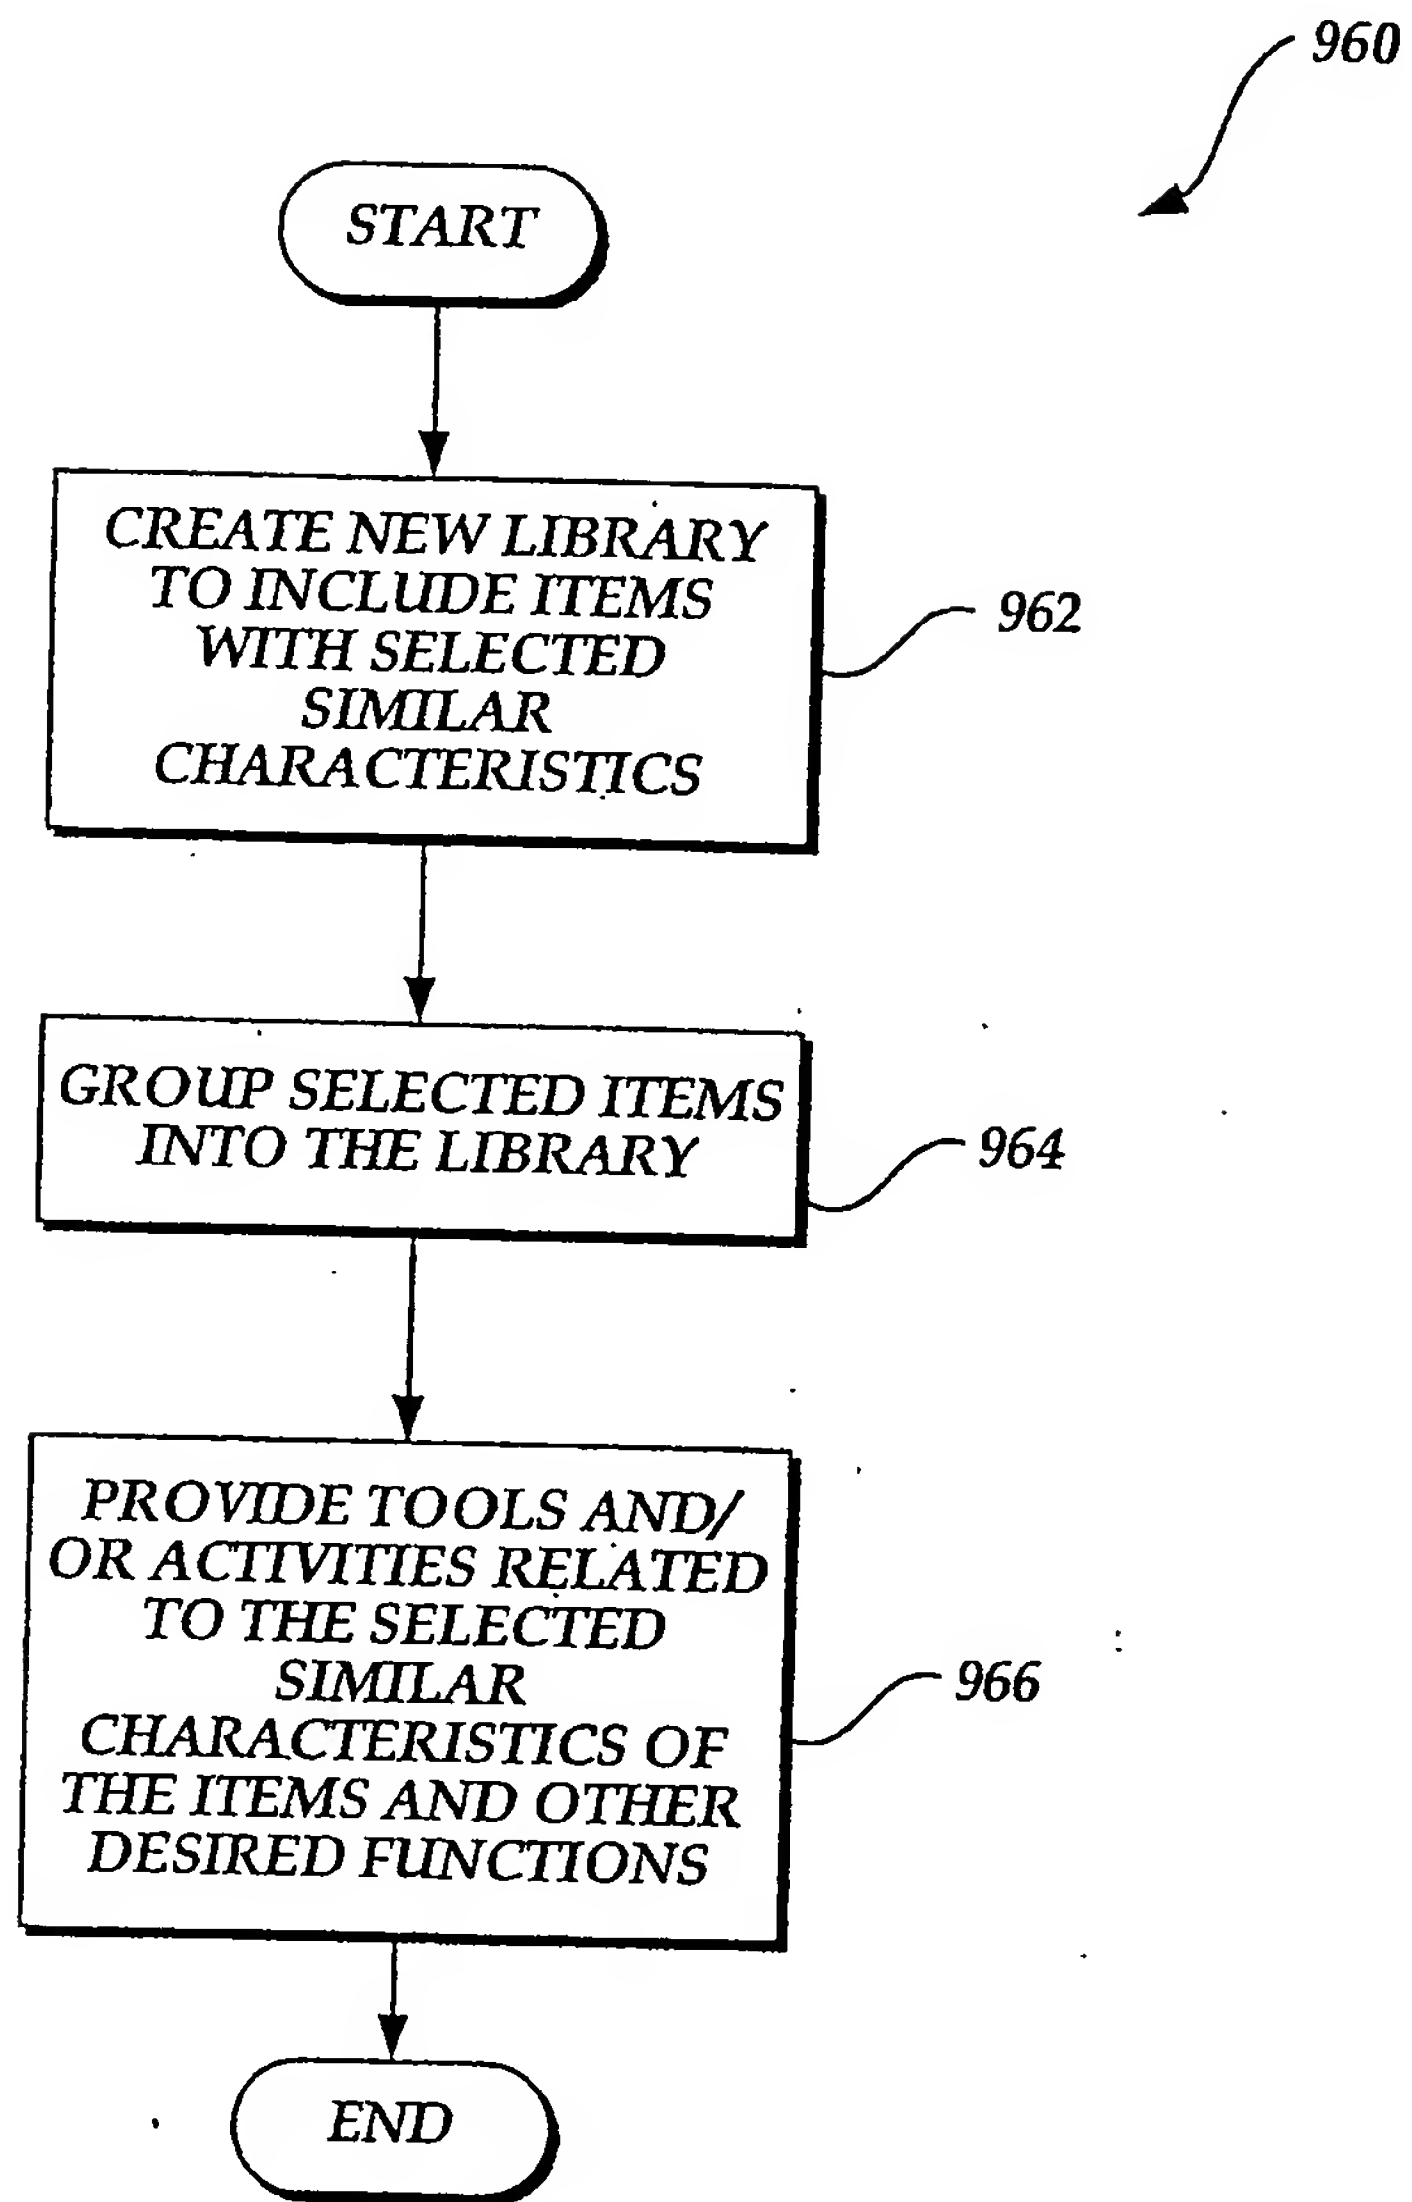 960
START
CREATE NEW LIBRARY
TO INCLUDE ITEMS
WITH SELECTED
SIMILAR
CHARACTERISTICS
962
GROUP SELECTED ITEMS
INTO THE LIBRARY
964
PROVIDE TOOLS AND/
OR ACTIVITIES RELATED
TO THE SELECTED
SIMILAR
CHARACTERISTICS OF
THE ITEMS AND OTHER
DESIRED FUNCTIONS
966
END